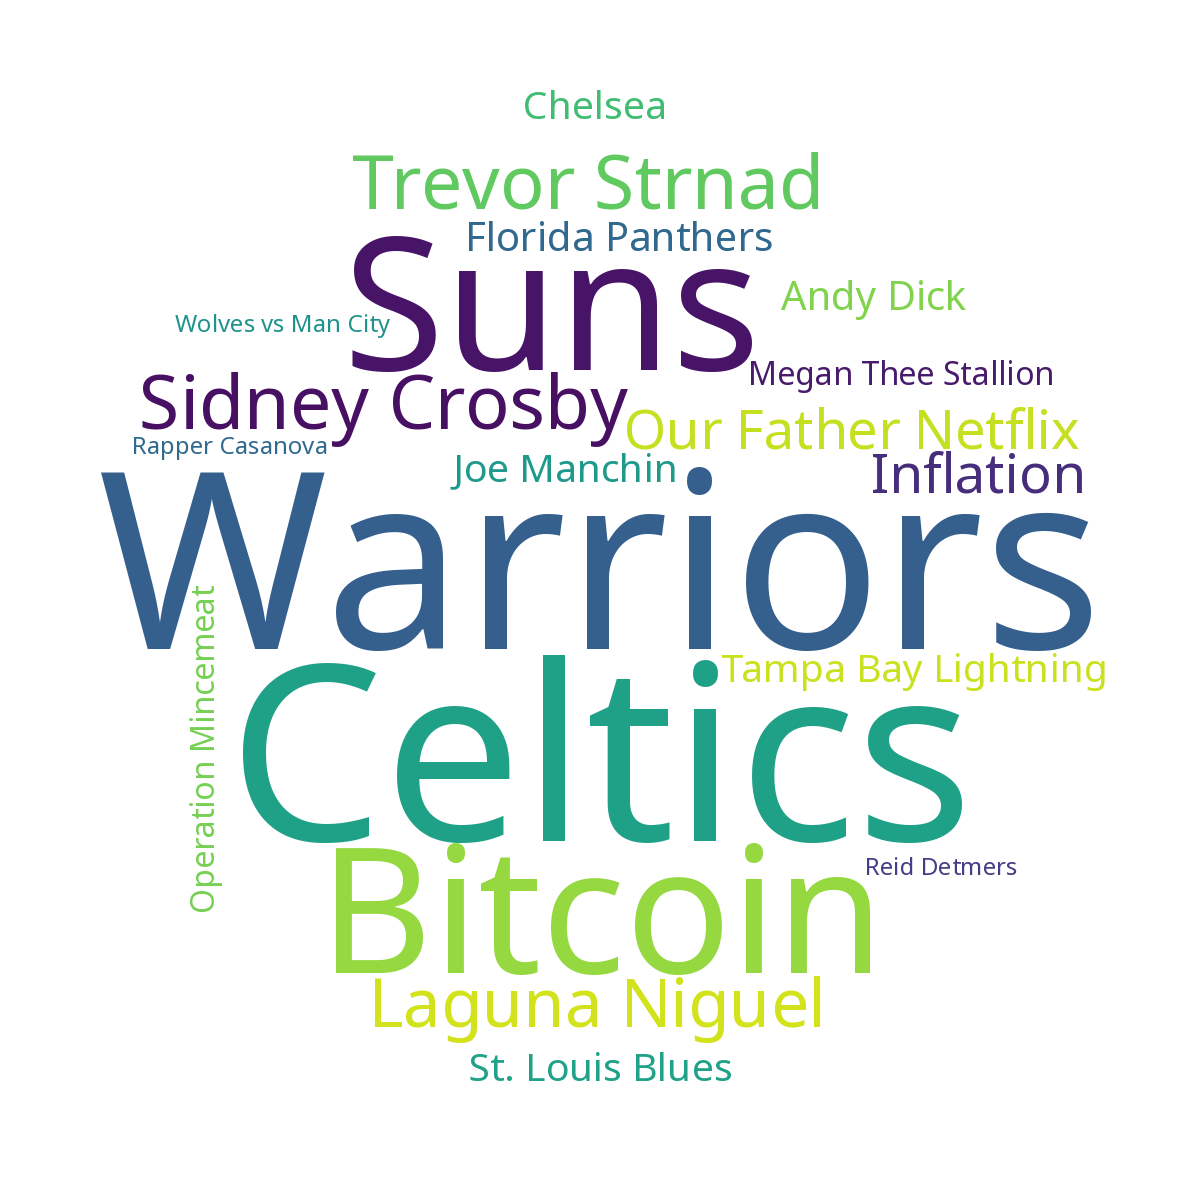 Chelsea
Trevor Strnad
Florida Panthers
Suns
Andy Dick
Wolves vs Man City
Megan Thee Stallion
Sidney Crosby
Our Father Netflix
Rapper Casanova
Joe Manchin
Inflation
Warriors
Operation Mincemeat
Tampa Bay Lightning
Celtics
Reid Detmers
Bitcoin
Laguna Niguel
St. Louis Blues